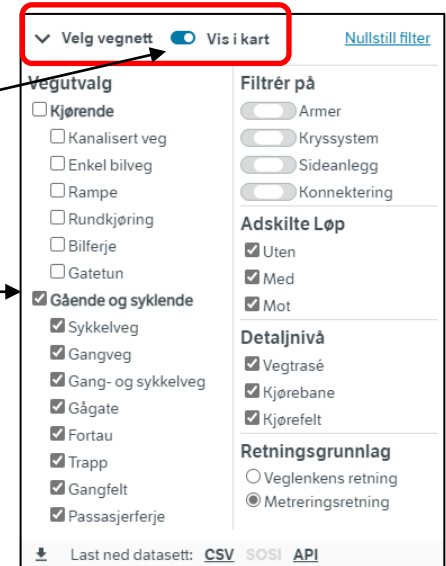 Velg vegnett Vis i kart Nullstill filter
Vegutvalg
Kjørende
Kanalisert veg
Enkel bilveg
Rampe
Rundkjøring
Bilferje
Gatetun
Gående og syklende
Sykkelveg
Gangveg
Gang- og sykkelveg
Gågate
Fortau
Trapp
Gangfelt
Passasjerferje
Filtrér på
Armer
Kryssystem
Sideanlegg
Konnektering
Adskilte Løp
Uten
Med
Mot
Detaljnivå
Vegtrasé
Kjørebane
Kjørefelt
Retningsgrunnlag
Veglenkens retning
Metreringsretning
Last ned datasett: CSV SOSI API